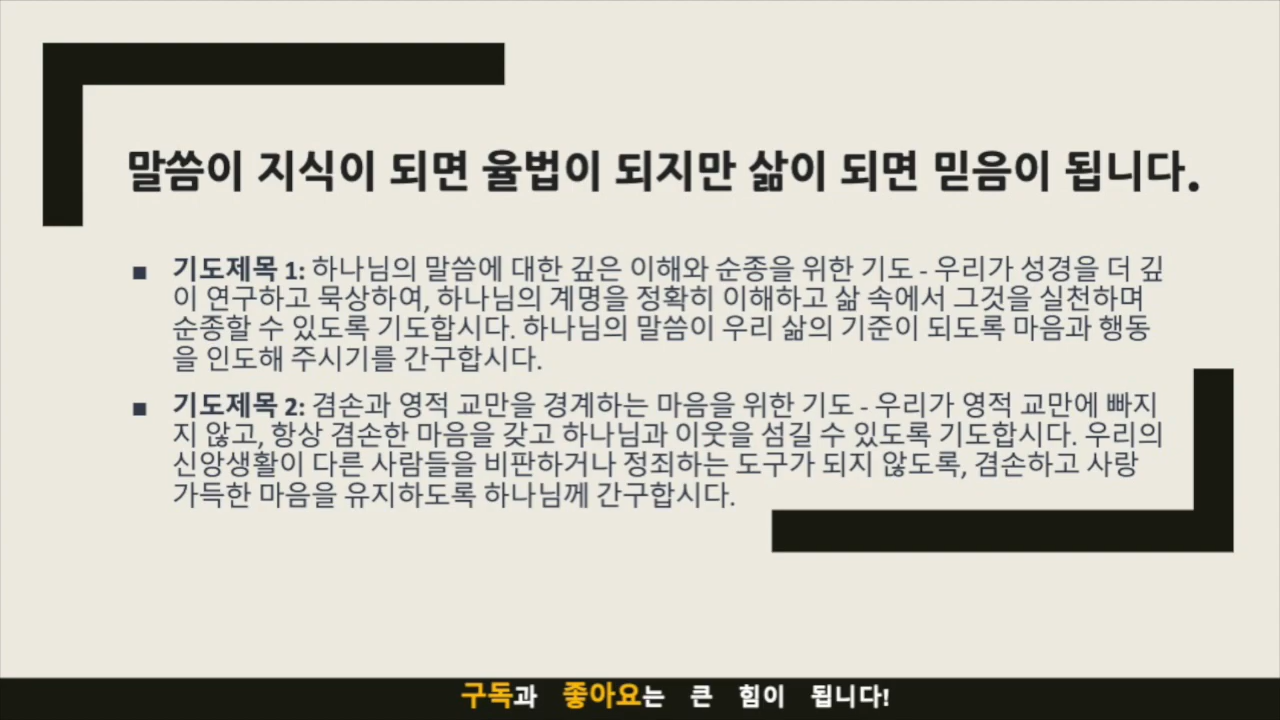 말씀이 지식이 되면 율법이 되지만 삶이 되면 믿음이 됩니다.
■ 기도제목 1: 하나님의 말씀에 대한 깊은 이해와 순종을 위한 기도 - 우리가 성경을 더 깊
이 연구하고 묵상하여, 하나님의 계명을 정확히 이해하고 삶 속에서 그것을 실천하며
순종할 수 있도록 기도합시다. 하나님의 말씀이 우리 삶의 기준이 되도록 마음과 행동
을 인도해 주시기를 간구합시다.
■ 기도제목 2: 겸손과 영적 교만을 경계하는 마음을 위한 기도 - 우리가 영적 교만에 빠지
지 않고, 항상 겸손한 마음을 갖고 하나님과 이웃을 섬길 수 있도록 기도합시다. 우리의
신앙생활이 다른 사람들을 비판하거나 정죄하는 도구가 되지 않도록, 겸손하고 사랑
가득한 마음을 유지하도록 하나님께 간구합시다.
구독과 좋아요는 큰 힘이 됩니다!